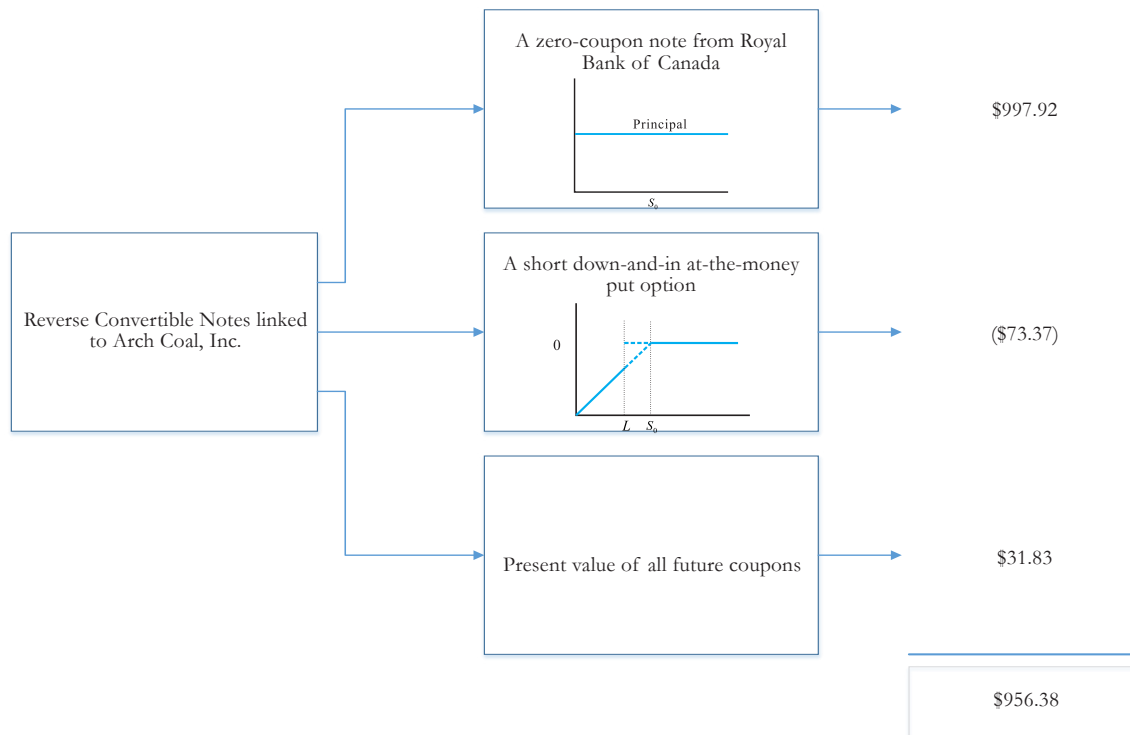 A zero-coupon note from Royal
Bank of Canada
Principal
S₀
$997.92
Reverse Convertible Notes linked
to Arch Coal, Inc.
A short down-and-in at-the-money
put option
0
L S₀
($73.37)
Present value of all future coupons
$31.83
$956.38